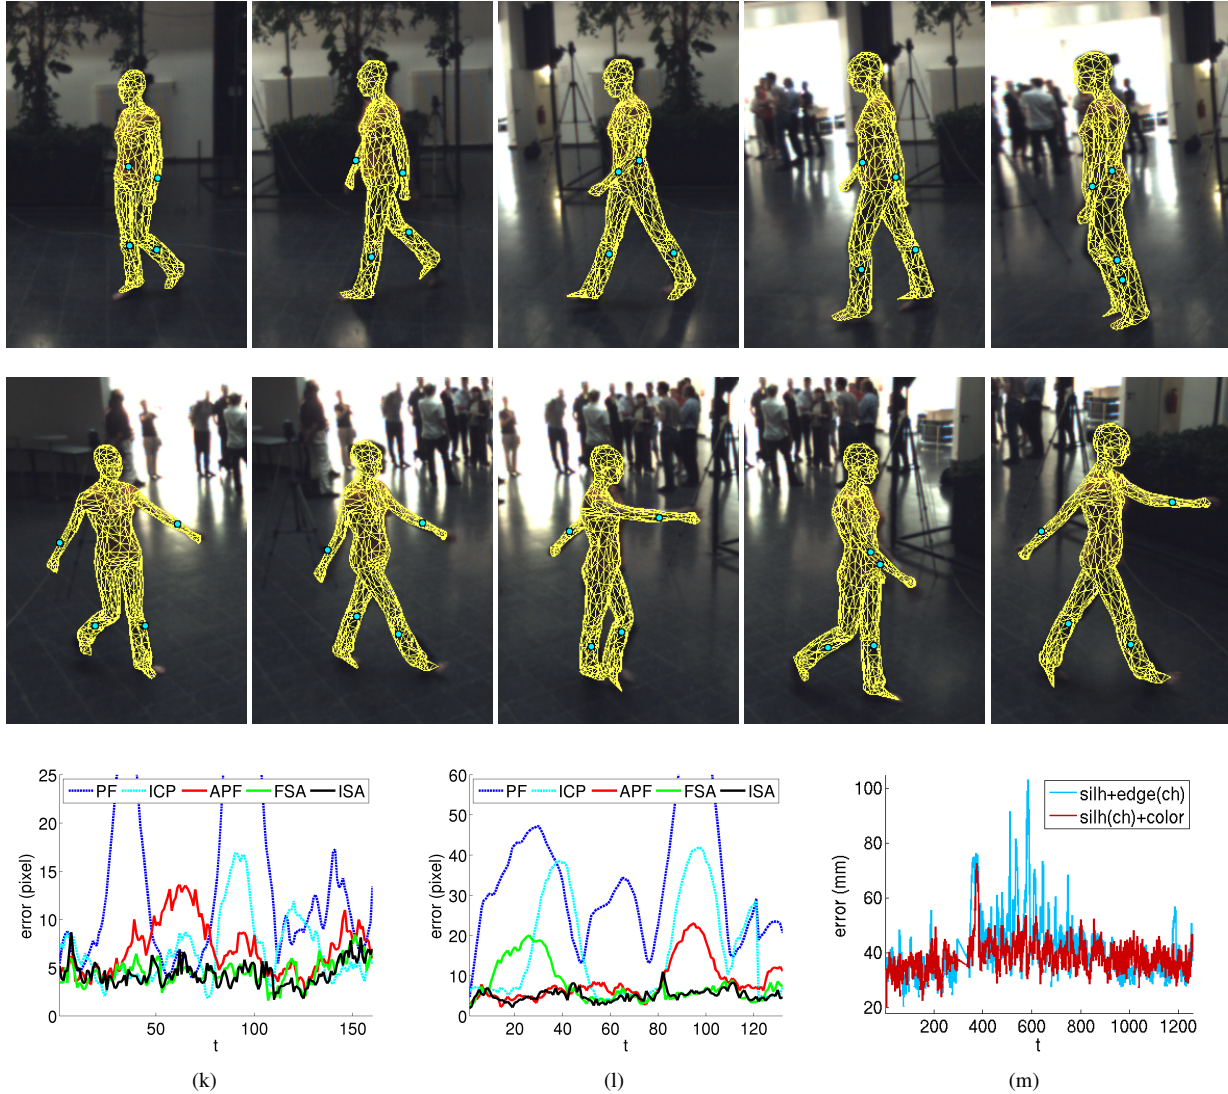 25
20
15
10
5
0
error (pixel)
PF ICP APF FSA ISA
50 100 150
t
(k)
60
50
40
30
20
10
0
error (pixel)
PF ICP APF FSA ISA
20 40 60 80 100 120
t
(l)
100
80
60
40
20
error (mm)
silh+edge(ch)
silh(ch)+color
200 400 600 800 1000 1200
t
(m)